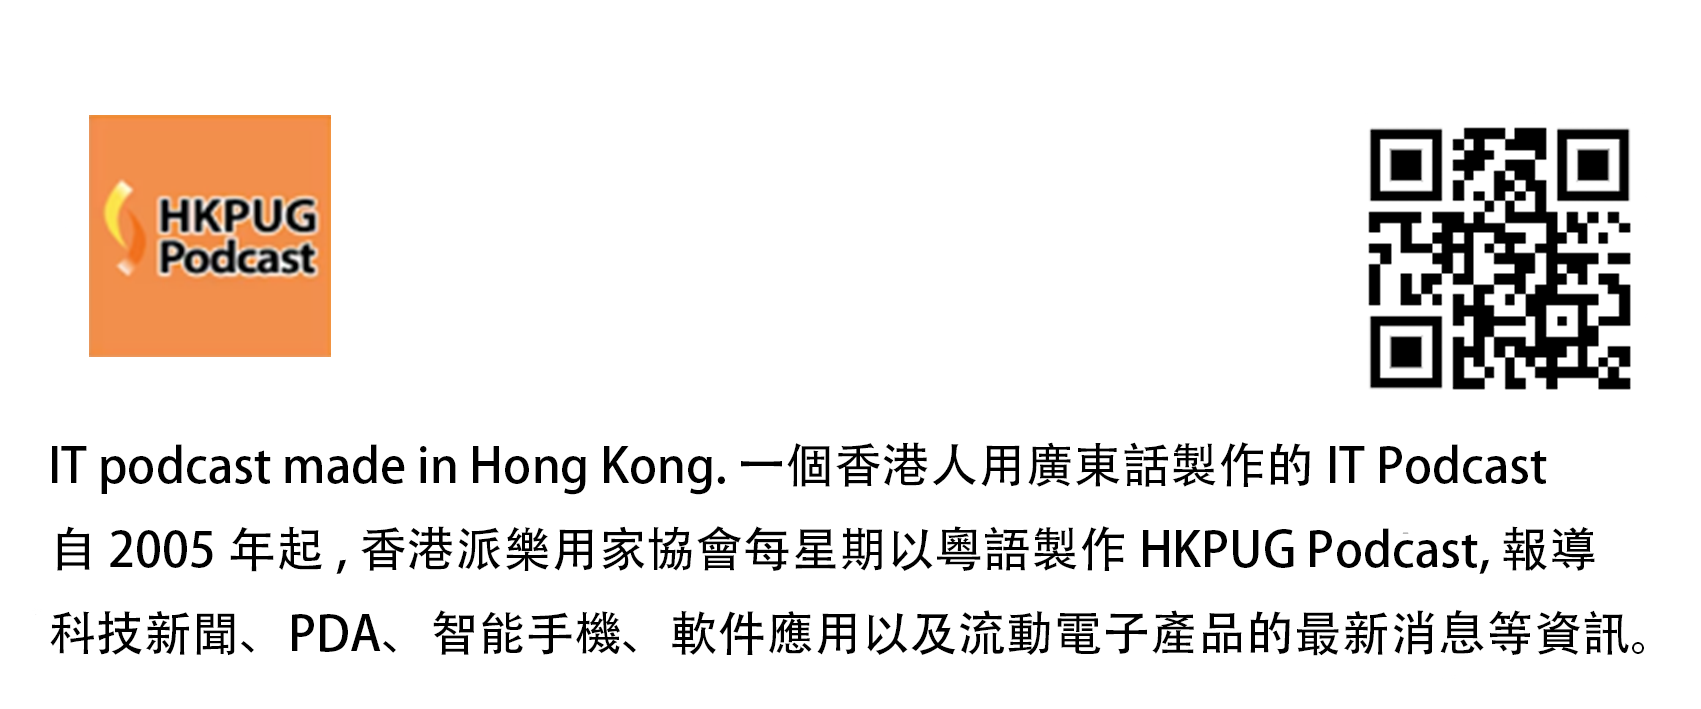 HKPUG
Podcast
IT podcast made in Hong Kong. 一個香港人用廣東話製作的 IT Podcast
自 2005 年起 , 香港派樂用家協會每星期以粵語製作 HKPUG Podcast, 報導
科技新聞、PDA、智能手機、軟件應用以及流動電子產品的最新消息等資訊。